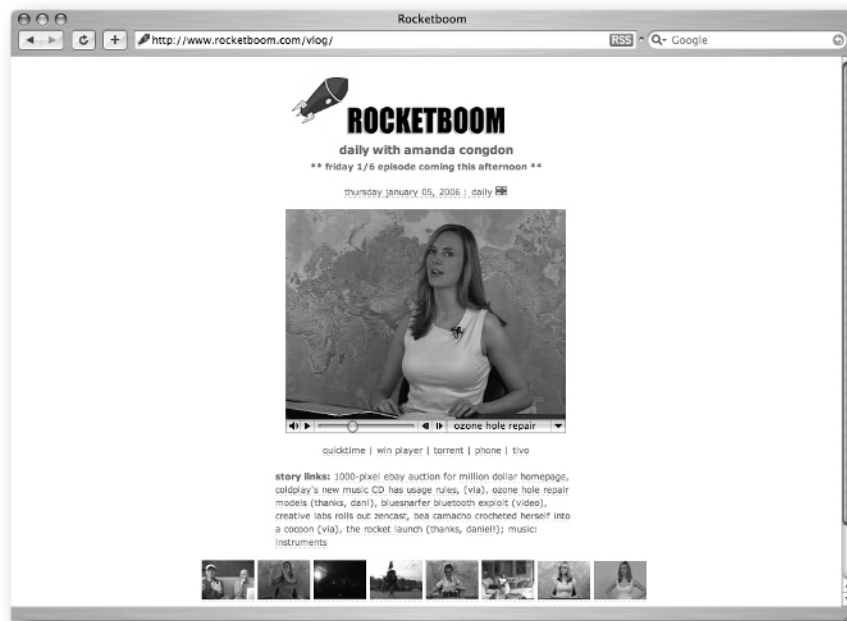 Rocketboom
http://www.rocketboom.com/vlog/
RSS
Google
ROCKETBOOM
daily with amanda congdon
** friday 1/6 episode coming this afternoon **
thursday january 05, 2006 : daily
ozone hole repair
quicktime | win player | torrent | phone | tivo
story links: 1000-pixel ebay auction for million dollar homepage,
coldplay's new music CD has usage rules, (via), ozone hole repair
models (thanks, dan!), bluesnarfer bluetooth exploit (video),
creative labs rolls out zencast, bea camacho crocheted herself into
a cocoon (via), the rocket launch (thanks, daniel!); music:
instruments